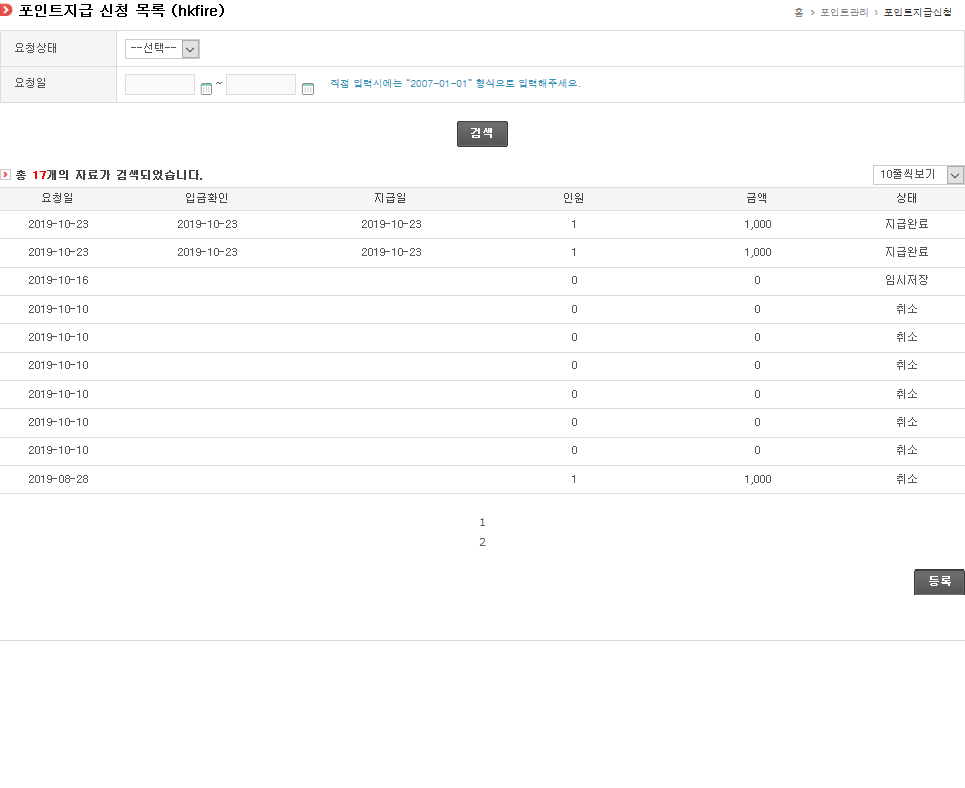 포인트지급 신청 목록 (hkfire)
홈 > 포인트관리 > 포인트지급신청
요청상태 --선택--
요청일 ~ 직접 입력시에는 "2007-01-01" 형식으로 입력해주세요.
검색
총 17개의 자료가 검색되었습니다. 10줄씩보기
요청일 입금확인 지급일 인원 금액 상태
2019-10-23 2019-10-23 2019-10-23 1 1,000 지급완료
2019-10-23 2019-10-23 2019-10-23 1 1,000 지급완료
2019-10-16 0 0 임시저장
2019-10-10 0 0 취소
2019-10-10 0 0 취소
2019-10-10 0 0 취소
2019-10-10 0 0 취소
2019-10-10 0 0 취소
2019-10-10 0 0 취소
2019-08-28 1 1,000 취소
1
2
등록